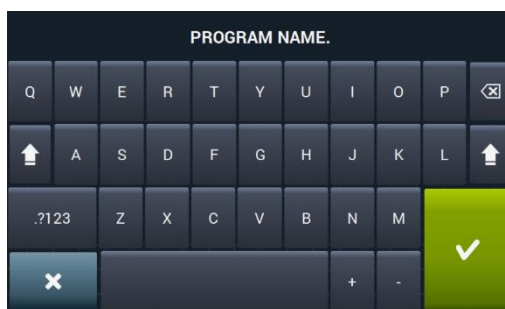 PROGRAM NAME.
Q W E R T Y U I O P
A S D F G H J K L
.?123 Z X C V B N M
+ -